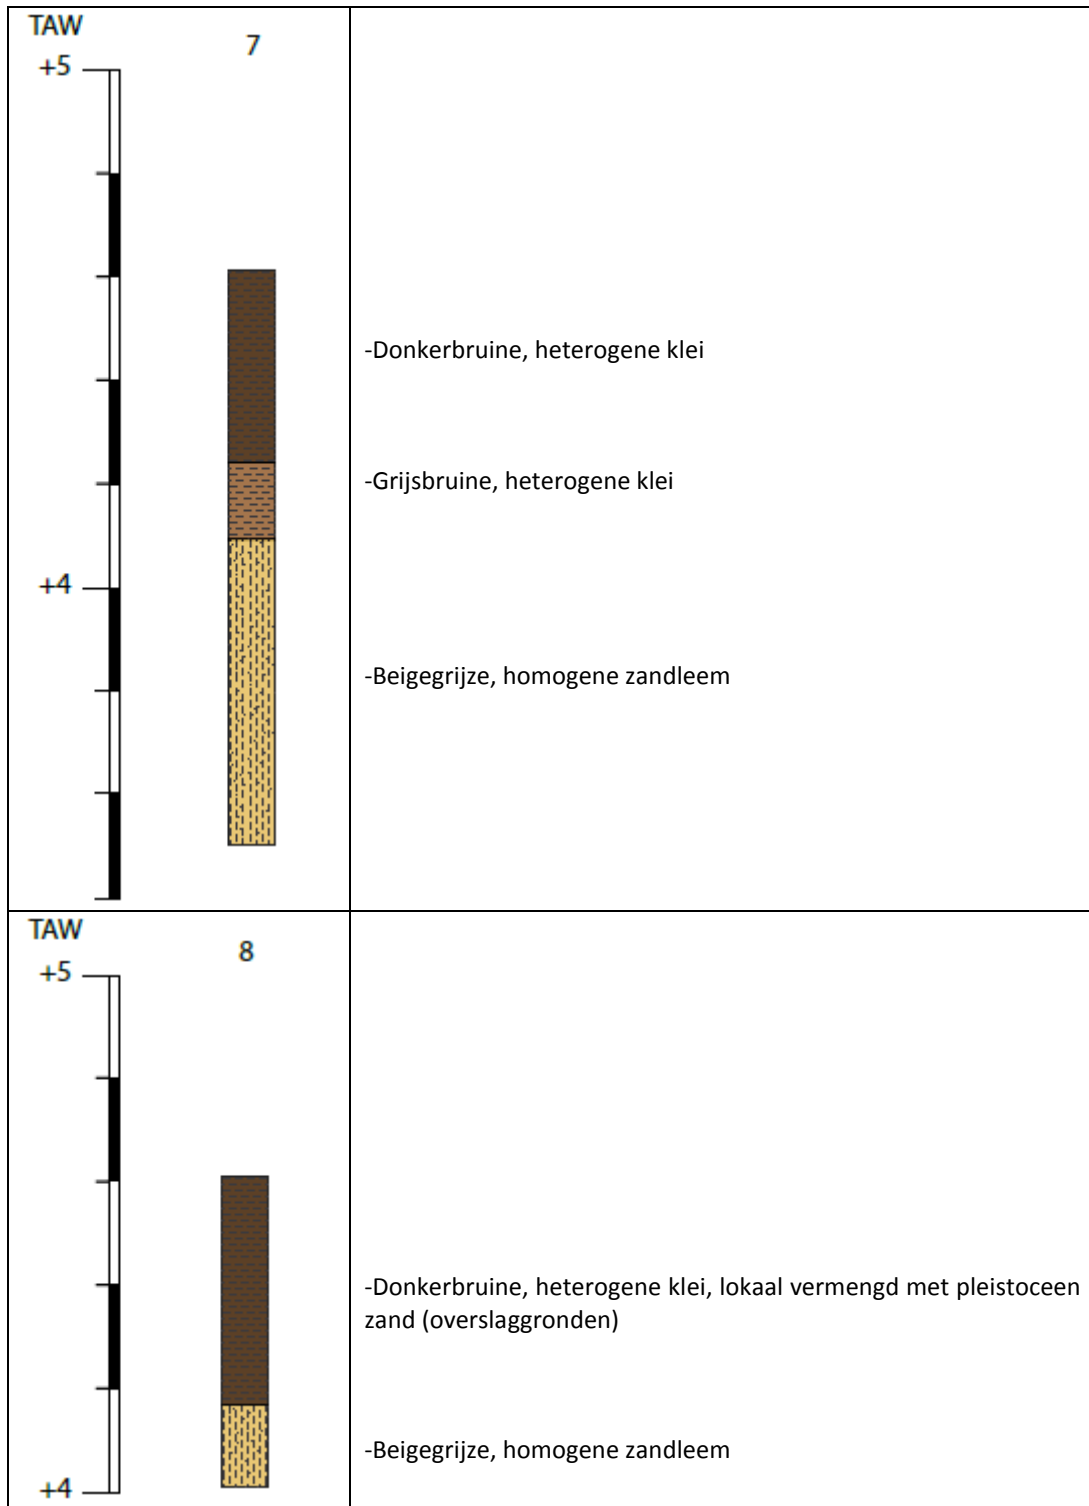 TAW
7
+5
-Donkerbruine, heterogene klei
-Grijsbruine, heterogene klei
+4
-Beigegrijze, homogene zandleem
TAW
8
+5
-Donkerbruine, heterogene klei, lokaal vermengd met pleistoceen
zand (overslaggronden)
-Beigegrijze, homogene zandleem
+4